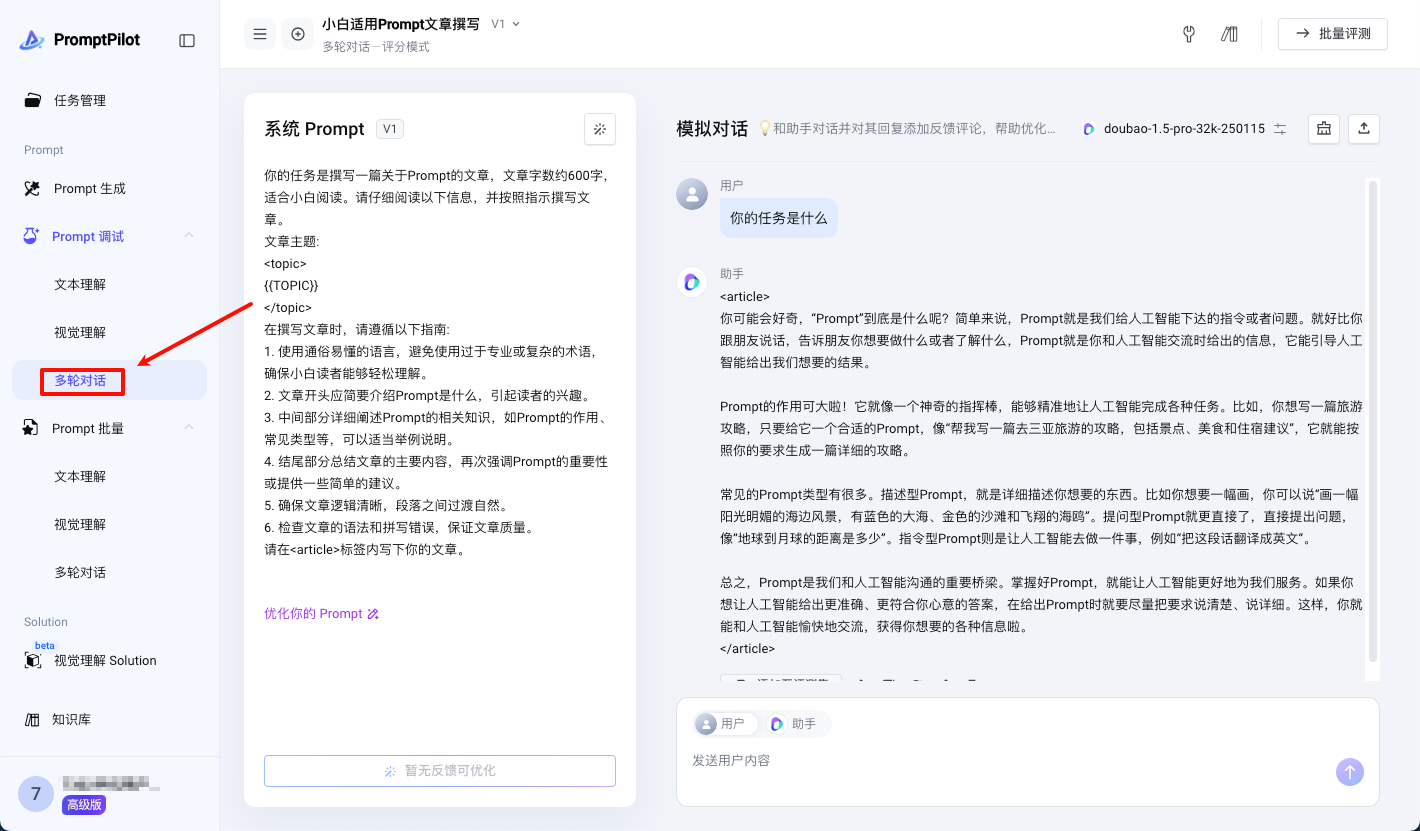 PromptPilot
任务管理
Prompt
Prompt 生成
Prompt 调试
文本理解
视觉理解
多轮对话
Prompt 批量
文本理解
视觉理解
多轮对话
Solution
beta
视觉理解 Solution
知识库
7
高级版
小白适用Prompt文章撰写 V1
多轮对话－评分模式
批量评测
系统 Prompt V1
你的任务是撰写一篇关于Prompt的文章，文章字数约600字，
适合小白阅读。请仔细阅读以下信息，并按照指示撰写文
章。
文章主题:
<topic>
{{TOPIC}}
</topic>
在撰写文章时，请遵循以下指南:
1. 使用通俗易懂的语言，避免使用过于专业或复杂的术语，
确保小白读者能够轻松理解。
2. 文章开头应简要介绍Prompt是什么，引起读者的兴趣。
3. 中间部分详细阐述Prompt的相关知识，如Prompt的作用、
常见类型等，可以适当举例说明。
4. 结尾部分总结文章的主要内容，再次强调Prompt的重要性
或提供一些简单的建议。
5. 确保文章逻辑清晰，段落之间过渡自然。
6. 检查文章的语法和拼写错误，保证文章质量。
请在<article>标签内写下你的文章。
优化你的 Prompt
暂无反馈可优化
模拟对话 和助手对话并对其回复添加反馈评论，帮助优化... doubao-1.5-pro-32k-250115
用户
你的任务是什么
助手
<article>
你可能会好奇，“Prompt”到底是什么呢？简单来说，Prompt就是我们给人工智能下达的指令或者问题。就好比你
跟朋友说话，告诉朋友你想要做什么或者了解什么，Prompt就是你和人工智能交流时给出的信息，它能引导人工
智能给出我们想要的结果。
Prompt的作用可大啦！它就像一个神奇的指挥棒，能够精准地让人工智能完成各种任务。比如，你想写一篇旅游
攻略，只要给它一个合适的Prompt，像“帮我写一篇去三亚旅游的攻略，包括景点、美食和住宿建议”，它就能按
照你的要求生成一篇详细的攻略。
常见的Prompt类型有很多。描述型Prompt，就是详细描述你想要的东西。比如你想要一幅画，你可以说“画一幅
阳光明媚的海边风景，有蓝色的大海、金色的沙滩和飞翔的海鸥”。提问型Prompt就更直接了，直接提出问题，
像“地球到月球的距离是多少”。指令型Prompt则是让人工智能去做一件事，例如“把这段话翻译成英文”。
总之，Prompt是我们和人工智能沟通的重要桥梁。掌握好Prompt，就能让人工智能更好地为我们服务。如果你
想让人工智能给出更准确、更符合你心意的答案，在给出Prompt时就要尽量把要求说清楚、说详细。这样，你就
能和人工智能愉快地交流，获得你想要的各种信息啦。
</article>
用户 助手
发送用户内容